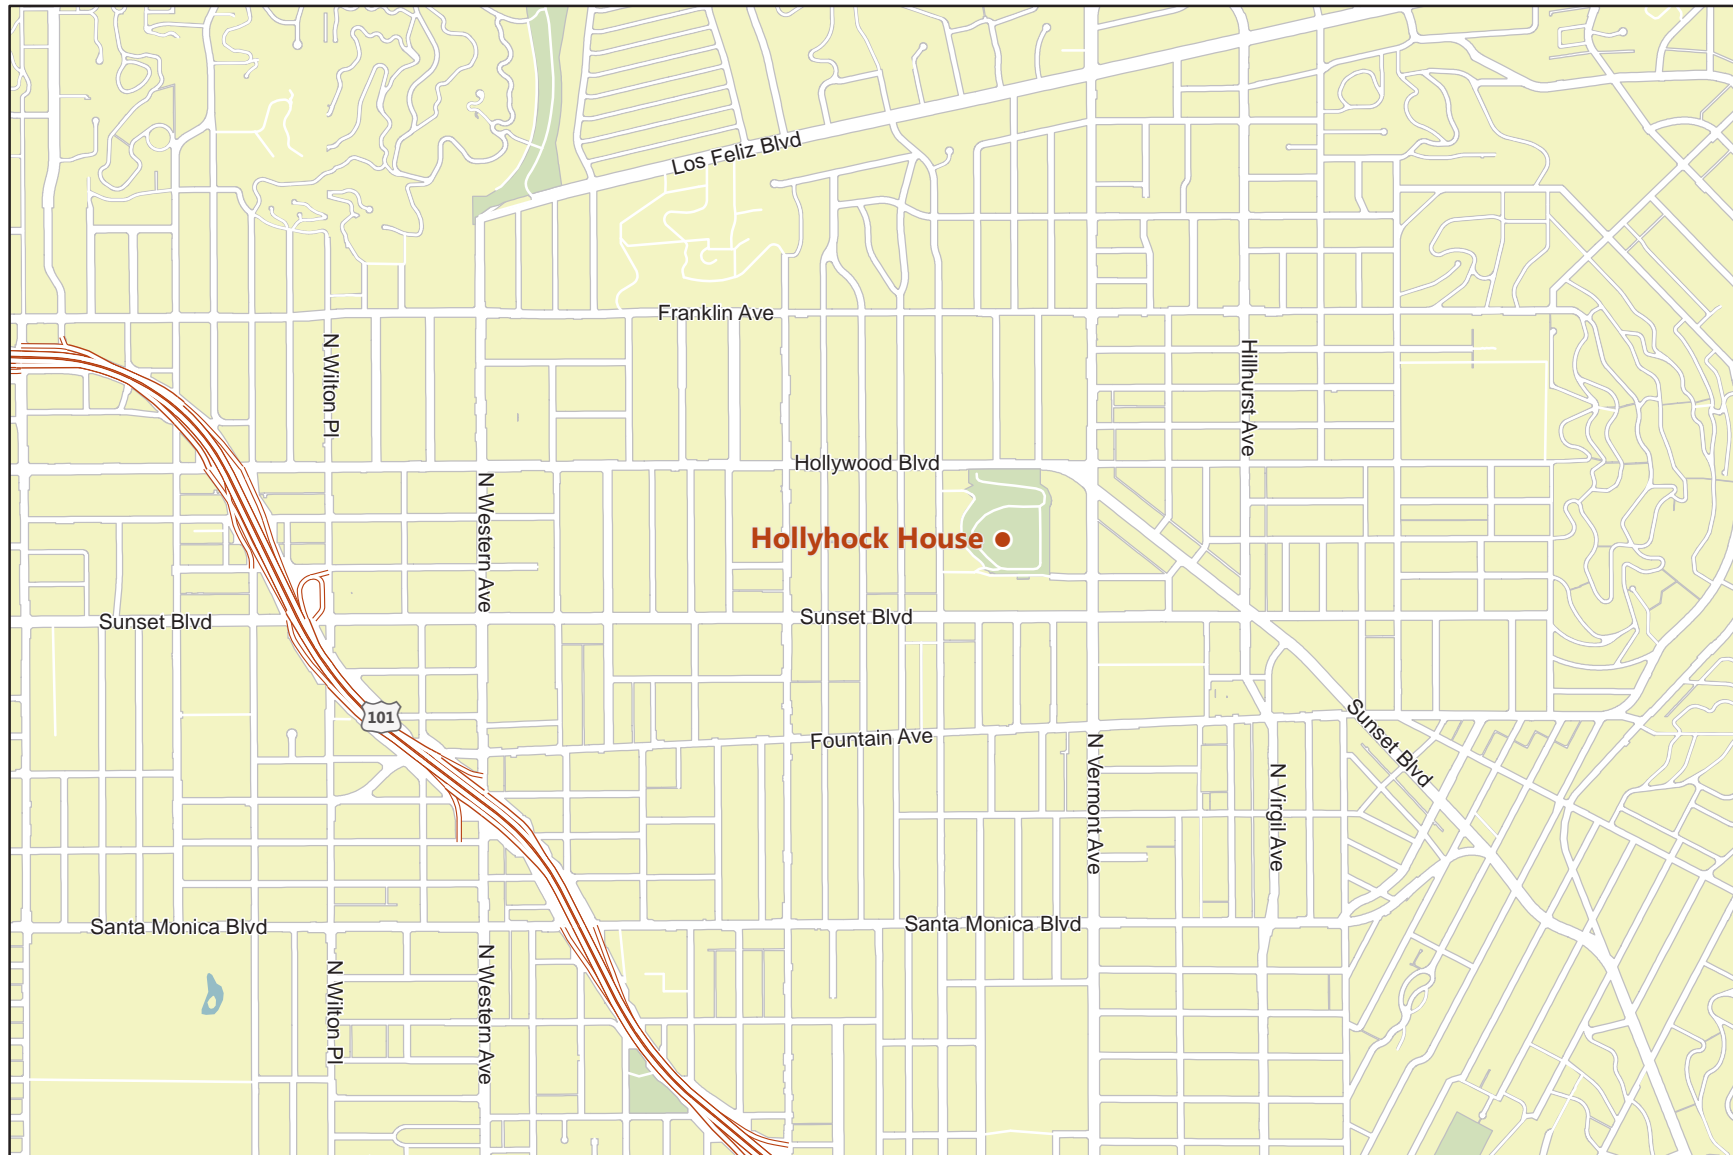 Los Feliz Blvd
Franklin Ave
N Wilton Pl
Hillhurst Ave
Hollywood Blvd
N Western Ave
Hollyhock House
Sunset Blvd
Sunset Blvd
101
Sunset Blvd
Fountain Ave
N Vermont Ave
N Virgil Ave
Santa Monica Blvd
Santa Monica Blvd
N Wilton Pl
N Western Ave